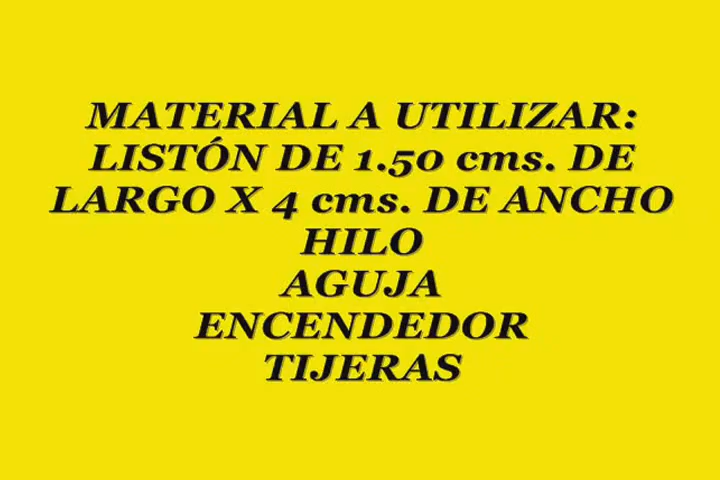 MATERIAL A UTILIZAR:
LISTÓN DE 1.50 cms. DE
LARGO X 4 cms. DE ANCHO
HILO
AGUJA
ENCENDEDOR
TIJERAS